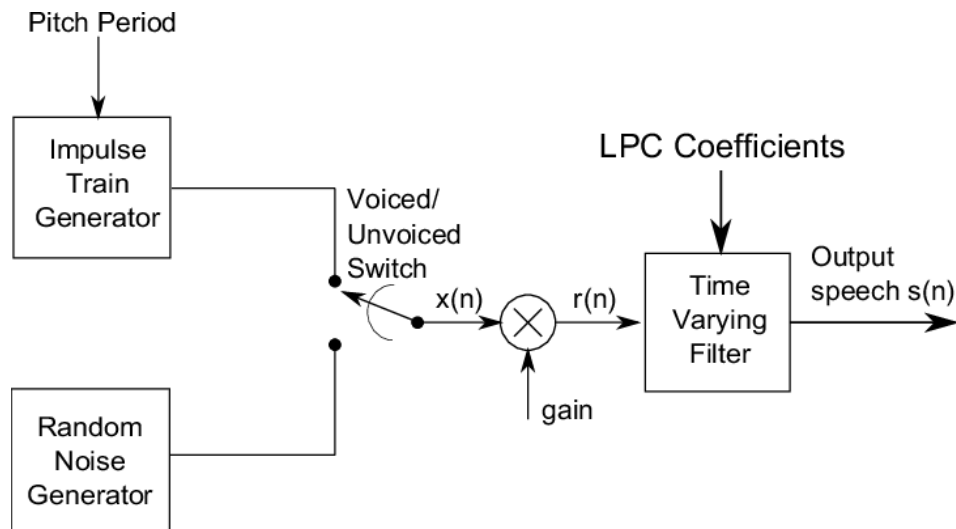 Pitch Period
Impulse
Train
Generator
Voiced/
Unvoiced
Switch
x(n)
r(n)
gain
LPC Coefficients
Time
Varying
Filter
Output
speech s(n)
Random
Noise
Generator